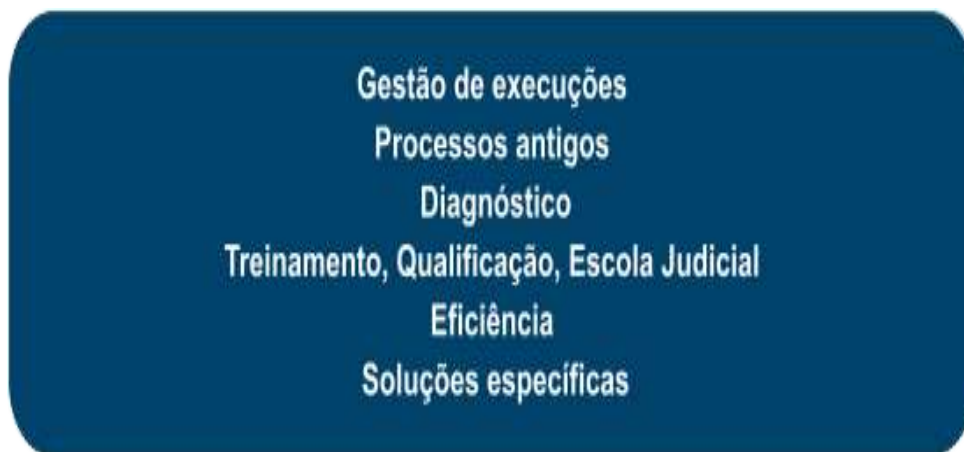 Gestão de execuções
Processos antigos
Diagnóstico
Treinamento, Qualificação, Escola Judicial
Eficiência
Soluções específicas